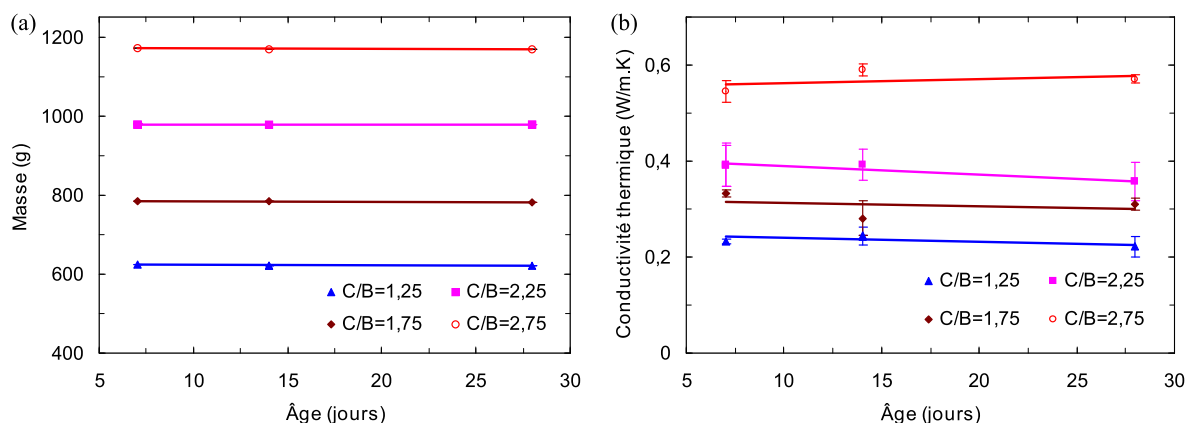 (a)
Masse (g)
1200
1000
800
600
400
C/B=1,25 C/B=2,25
C/B=1,75 C/B=2,75
5 10 15 20 25 30
Âge (jours)
(b)
Conductivité thermique (W/m.K)
0,6
0,4
0,2
0
C/B=1,25 C/B=2,25
C/B=1,75 C/B=2,75
5 10 15 20 25 30
Âge (jours)